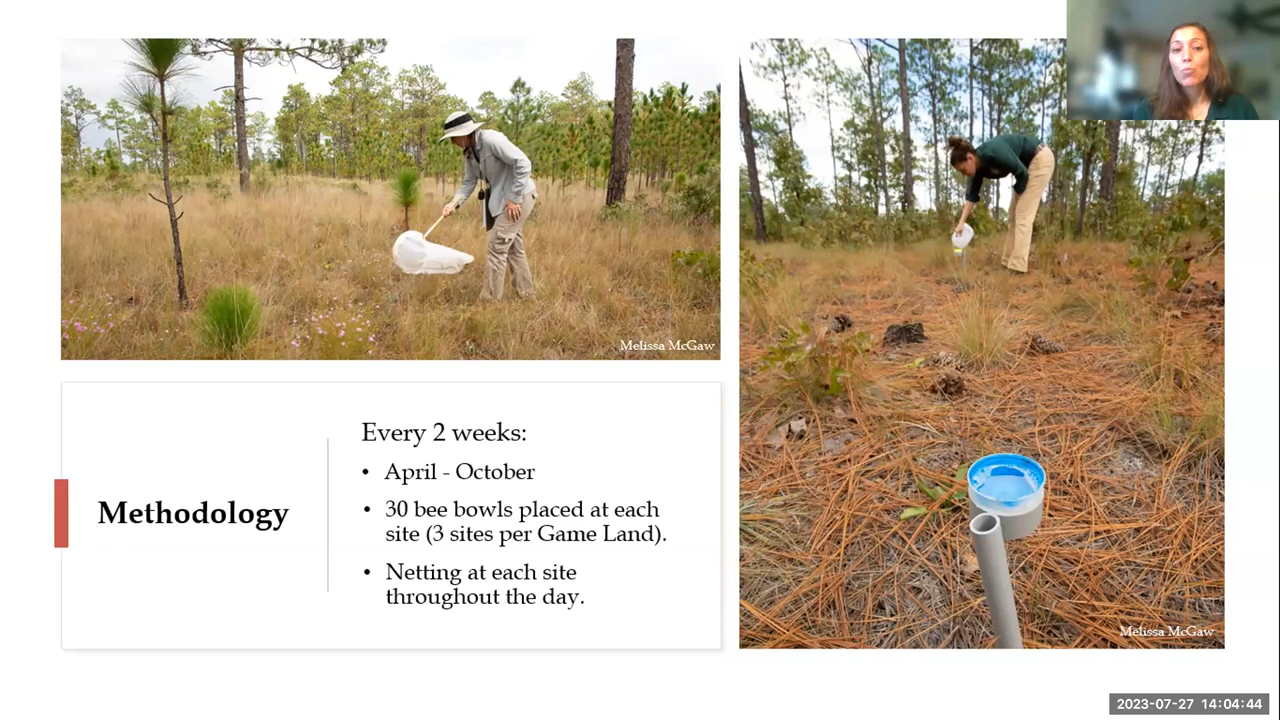 Melissa McGaw
Methodology
Every 2 weeks:
• April - October
• 30 bee bowls placed at each
site (3 sites per Game Land).
• Netting at each site
throughout the day.
Melissa McGaw
2023-07-27 14:04:44